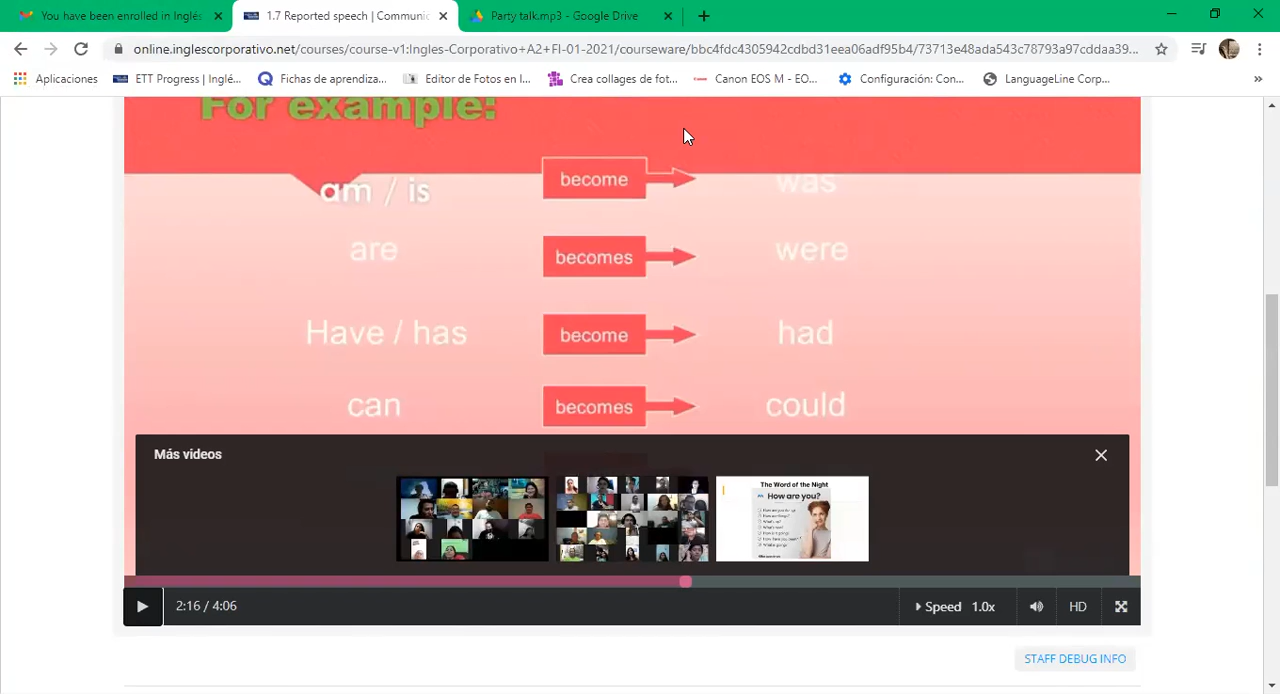 You have been enrolled in Inglés
1.7 Reported speech | Communic
Party talk.mp3 - Google Drive
online.inglescorporativo.net/courses/course-v1:Ingles-Corporativo+A2+FI-01-2021/courseware/bbc4fdc4305942cdbd31eea06adf95b4/73713e48ada543c78793a97cddaa39...
Aplicaciones
ETT Progress | Inglé...
Fichas de aprendiza...
Editor de Fotos en l...
Crea collages de fot...
Canon EOS M - EO...
Configuración: Con...
LanguageLine Corp...
»
For example:
am / is become was
are becomes were
Have / has become had
can becomes could
Más videos
The Word of the Night
How are you?
2:16 / 4:06
Speed 1.0x
HD
STAFF DEBUG INFO